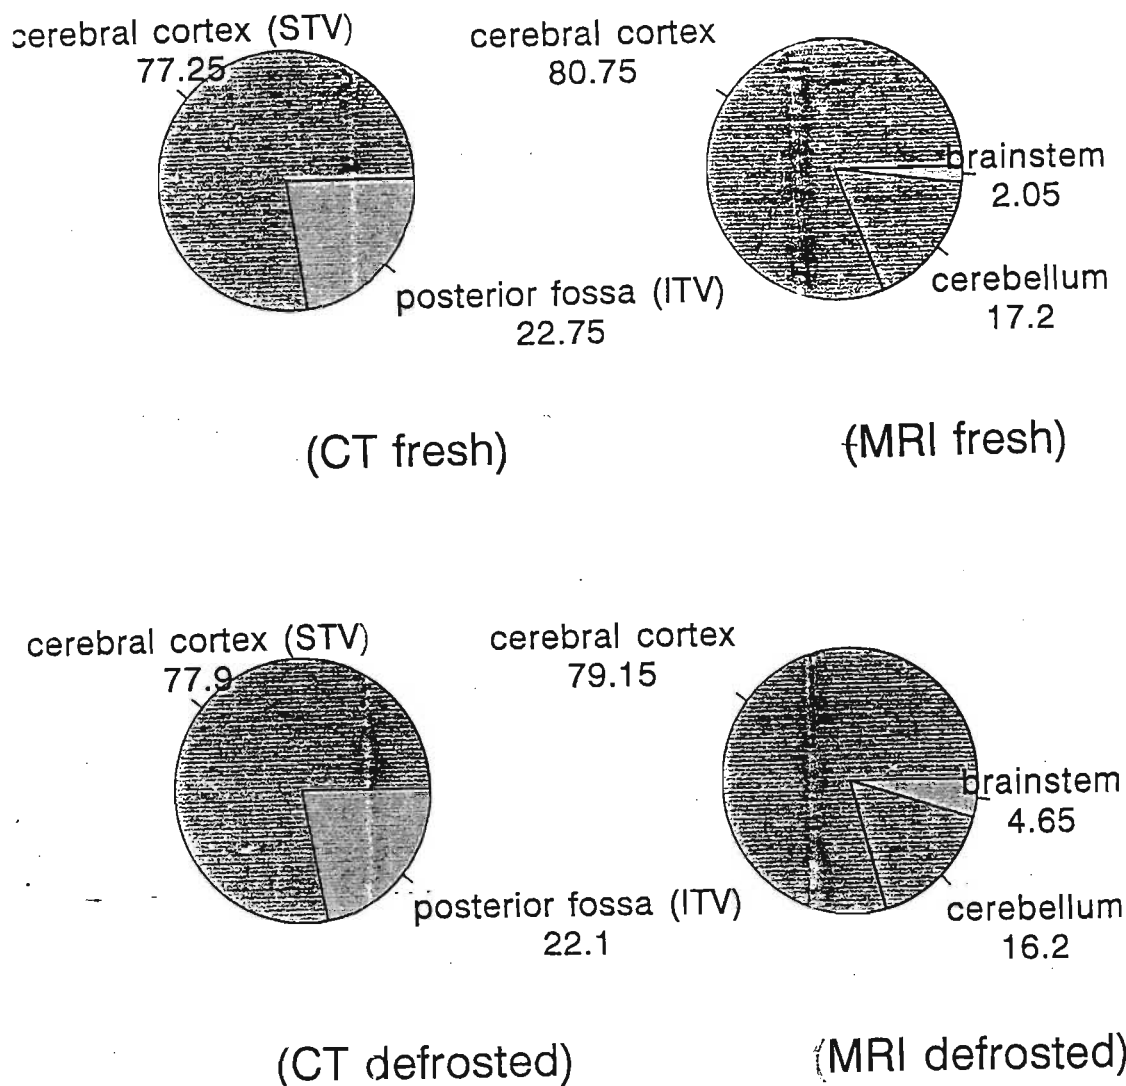 cerebral cortex (STV)
77.25
posterior fossa (ITV)
22.75
(CT fresh)
cerebral cortex
80.75
brainstem
2.05
cerebellum
17.2
(MRI fresh)
cerebral cortex (STV)
77.9
posterior fossa (ITV)
22.1
(CT defrosted)
cerebral cortex
79.15
brainstem
4.65
cerebellum
16.2
(MRI defrosted)